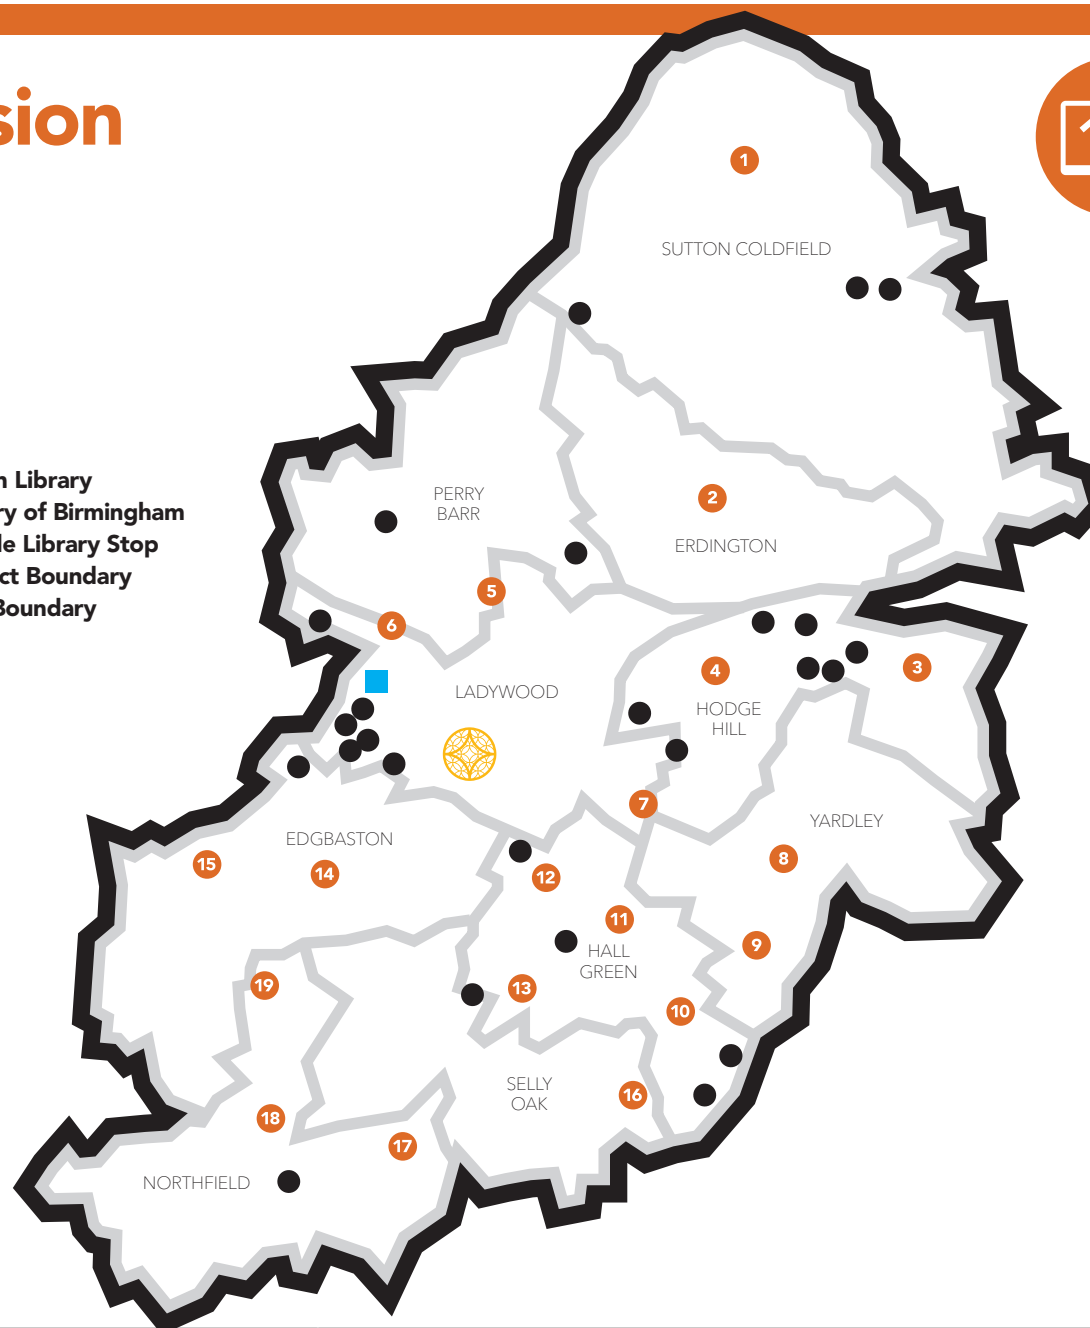 sion
1
SUTTON COLDFIELD
n Library
ry of Birmingham
le Library Stop
ct Boundary
Boundary
PERRY
BARR
2
ERDINGTON
5
6
4
3
LADYWOOD
HODGE
HILL
7
YARDLEY
EDGBASTON
8
15
14
12
11
9
HALL
GREEN
19
13
10
SELLY
OAK
16
18
17
NORTHFIELD